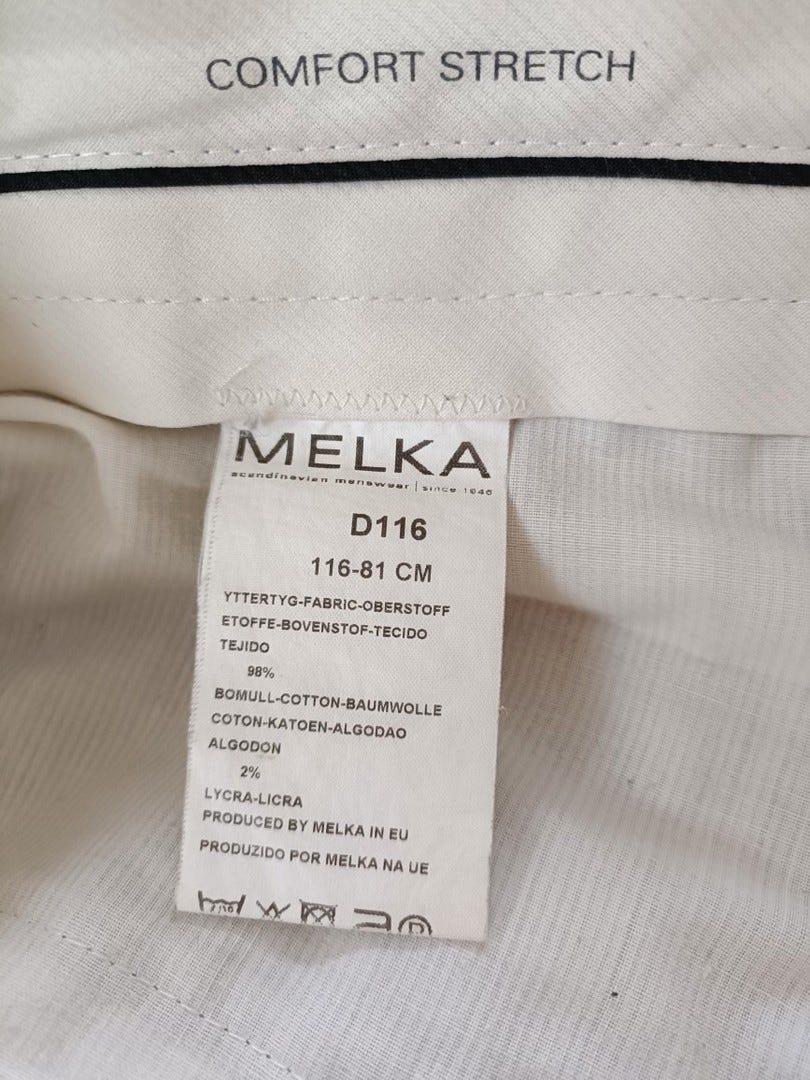 COMFORT STRETCH
MELKA
scandinavian menswear | since 1946
D116
116-81 CM
YTTERTYG-FABRIC-OBERSTOFF
ETOFFE-BOVENSTOF-TECIDO
TEJIDO
98%
BOMULL-COTTON-BAUMWOLLE
COTON-KATOEN-ALGODAO
ALGODON
2%
LYCRA-LICRA
PRODUCED BY MELKA IN EU
PRODUZIDO POR MELKA NA UE